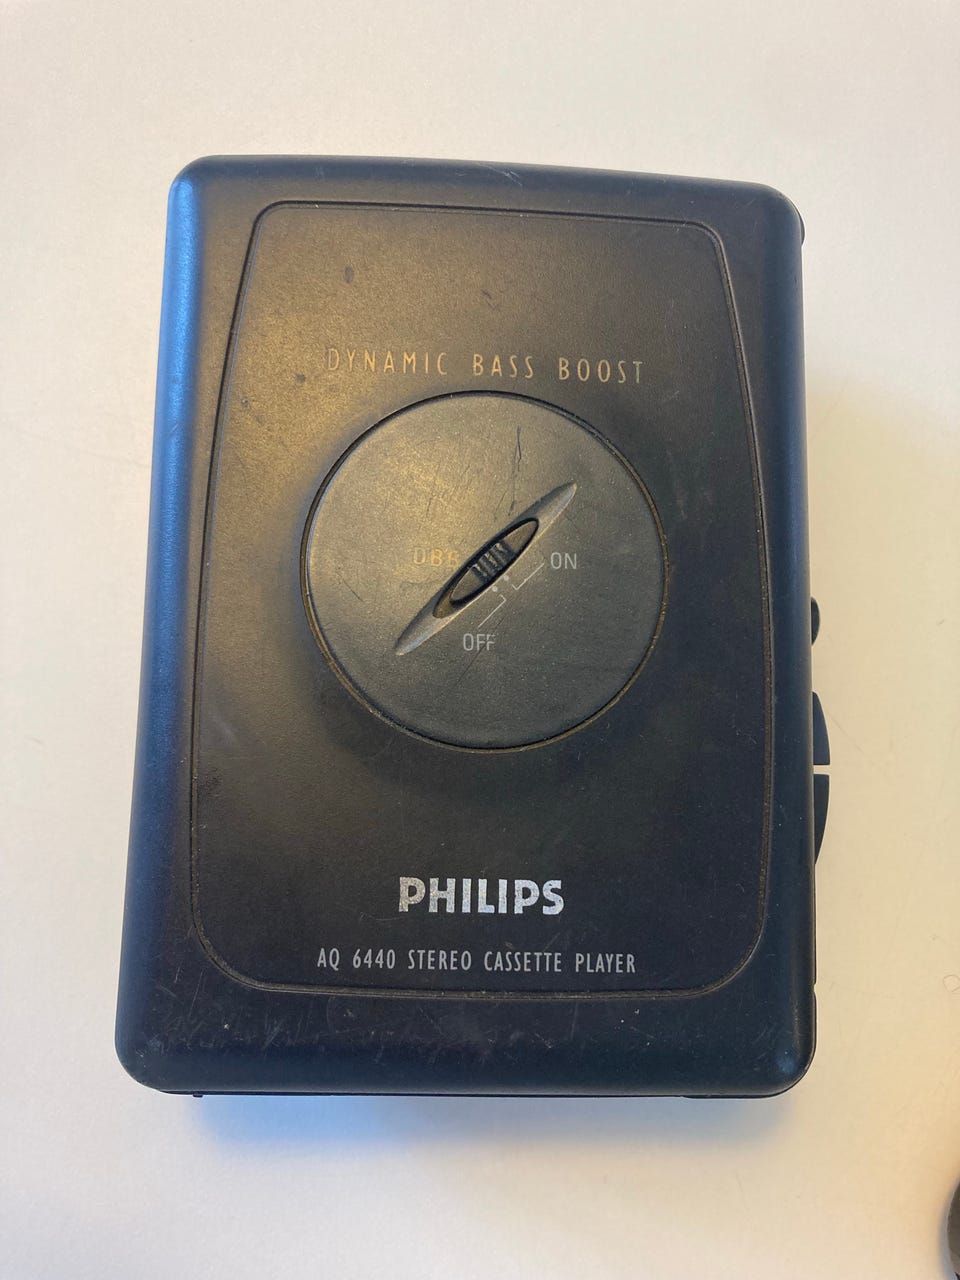 DYNAMIC BASS BOOST
DBB ON
OFF
PHILIPS
AQ 6440 STEREO CASSETTE PLAYER